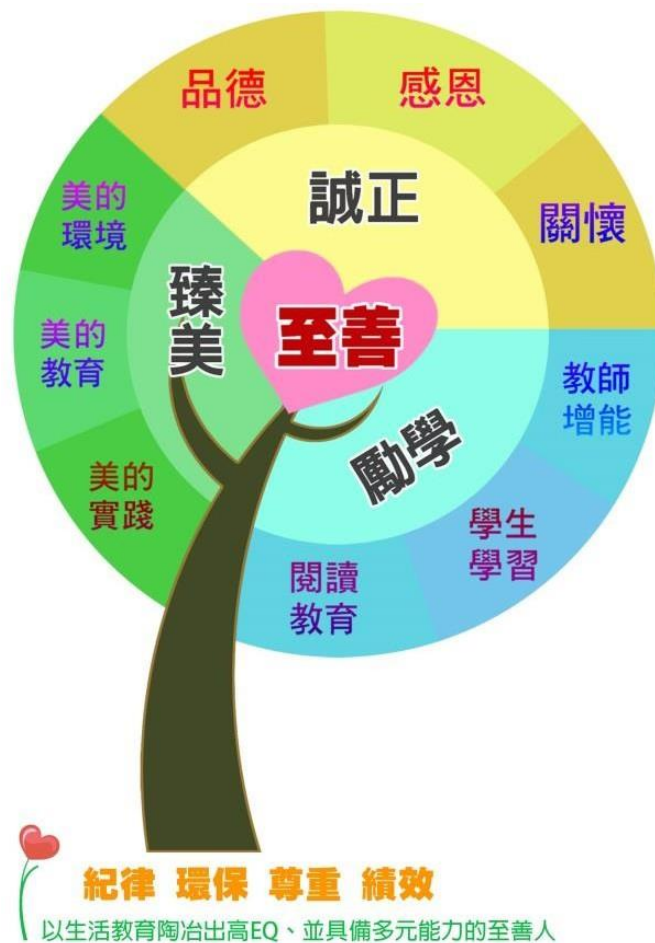 品德
感恩
關懷
誠正
美的
環境
臻
美
至善
美的
教育
教師
增能
勵學
美的
實踐
學生
學習
閱讀
教育
紀律 環保 尊重 績效
以生活教育陶冶出高EQ、並具備多元能力的至善人